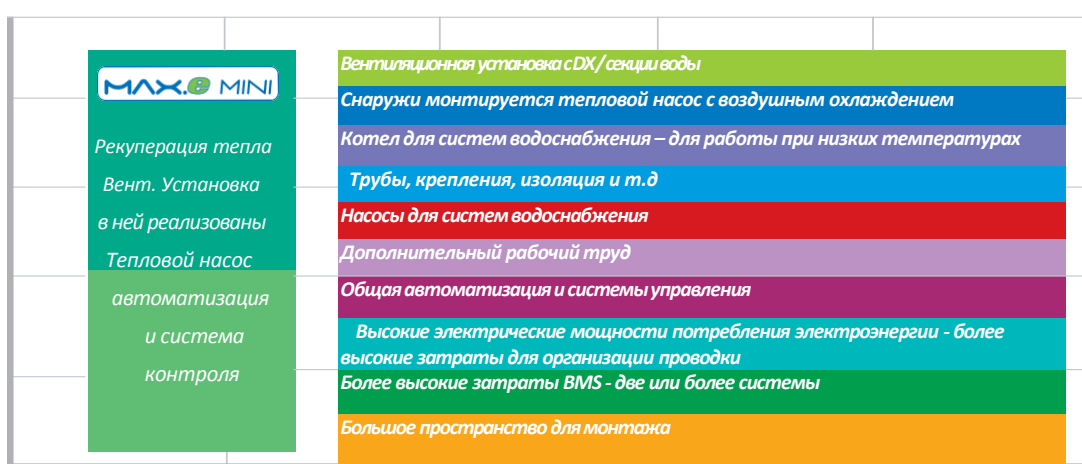 MAX.e MINI
Рекуперация тепла
Вент. Установка
в ней реализованы
Тепловой насос
автоматизация
и система
контроля
Вентиляционная установка с DX / секции воды
Снаружи монтируется тепловой насос с воздушным охлаждением
Котел для систем водоснабжения – для работы при низких температурах
Трубы, крепления, изоляция и т.д
Насосы для систем водоснабжения
Дополнительный рабочий труд
Общая автоматизация и системы управления
Высокие электрические мощности потребления электроэнергии - более
высокие затраты для организации проводки
Более высокие затраты BMS - две или более системы
Большое пространство для монтажа